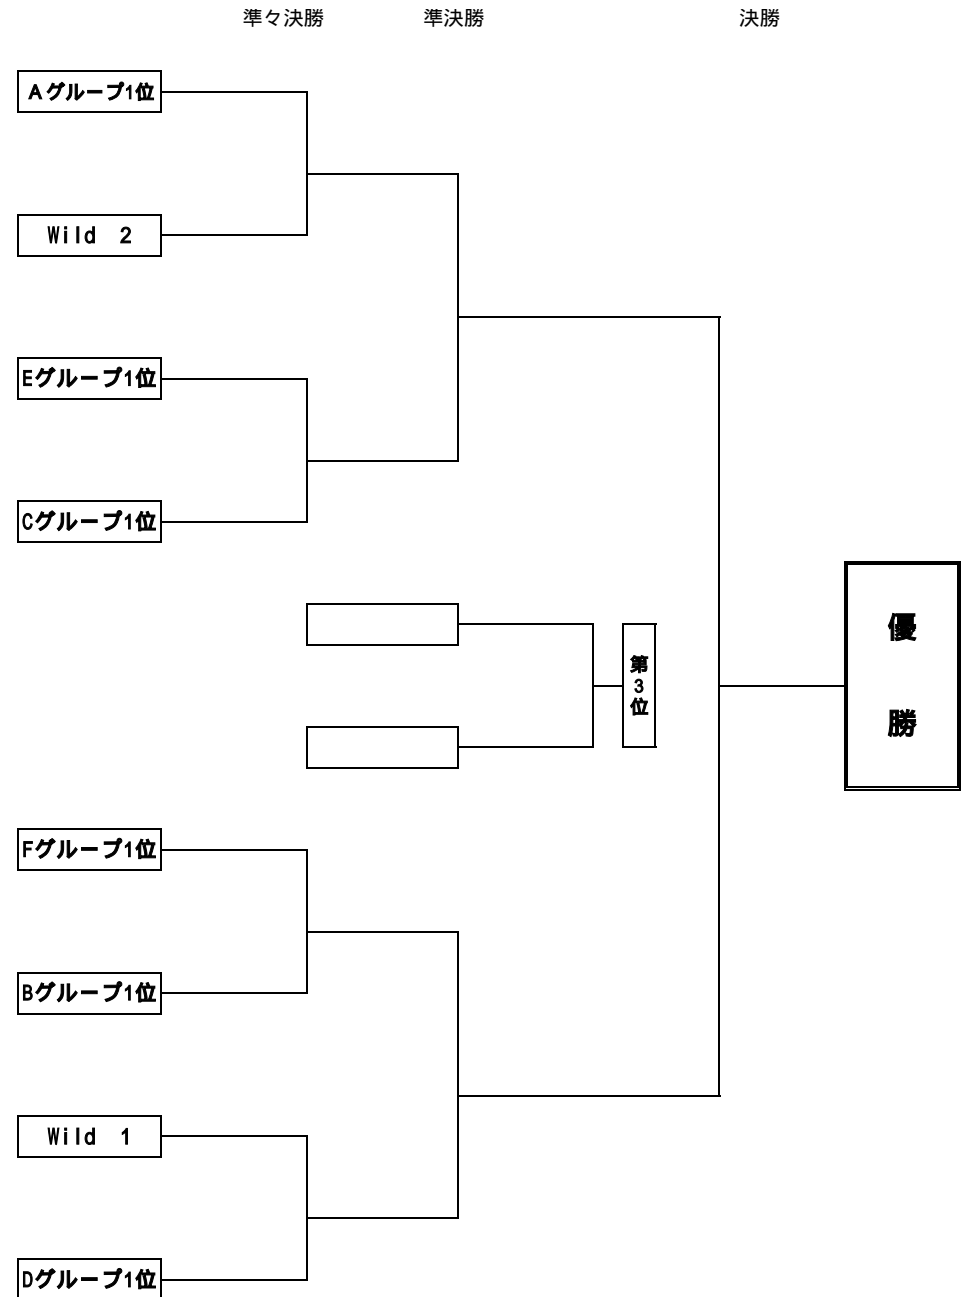 準々決勝 準決勝 決勝
Aグループ1位
Wild 2
Eグループ1位
Cグループ1位
第3位
優勝
Fグループ1位
Bグループ1位
Wild 1
Dグループ1位